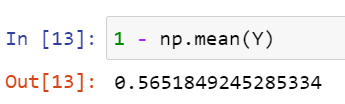 In [13]: 1 - np.mean(Y)
Out[13]: 0.5651849245285334